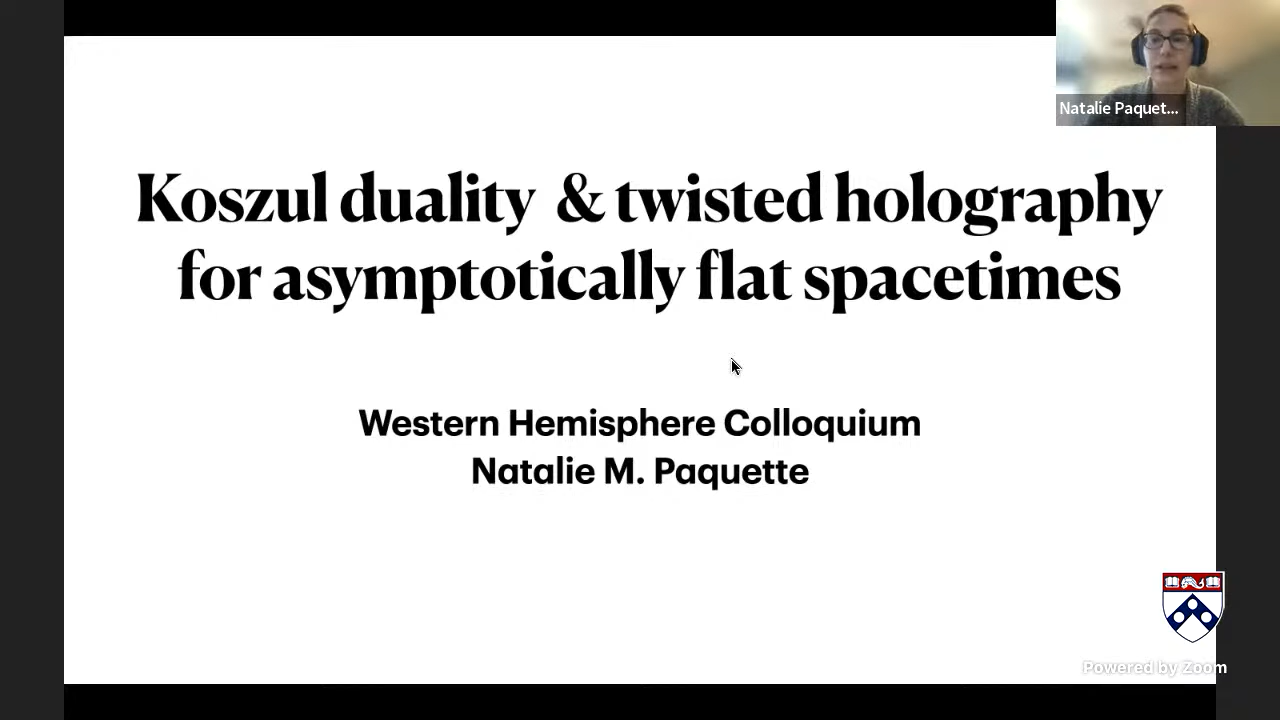 Natalie Paquet...
Koszul duality & twisted holography
for asymptotically flat spacetimes
Western Hemisphere Colloquium
Natalie M. Paquette
Powered by Zoom